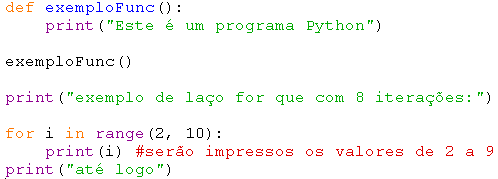 def exemploFunc():
    print("Este é um programa Python")
exemploFunc()
print("exemplo de laço for que com 8 iterações:")
for i in range(2, 10):
    print(i) #serão impressos os valores de 2 a 9
print("até logo")